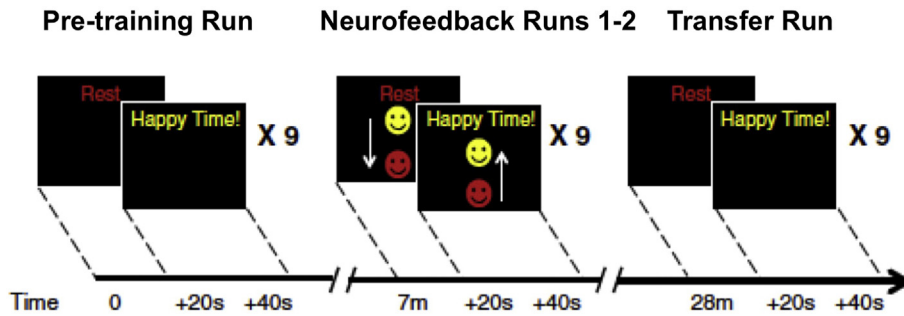 Pre-training Run
Neurofeedback Runs 1-2
Transfer Run
Rest
Happy Time!
X 9
Rest
Happy Time!
X 9
Rest
Happy Time!
X 9
Time 0 +20s +40s 7m +20s +40s 28m +20s +40s